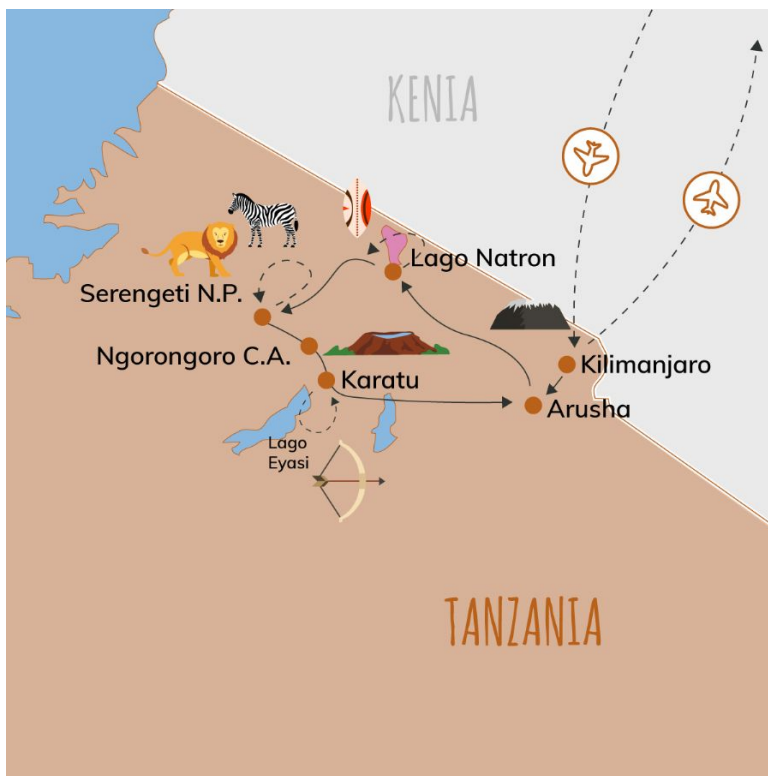 KENIA
Lago Natron
Serengeti N.P.
Ngorongoro C.A.
Kilimanjaro
Karatu
Arusha
Lago
Eyasi
TANZANIA